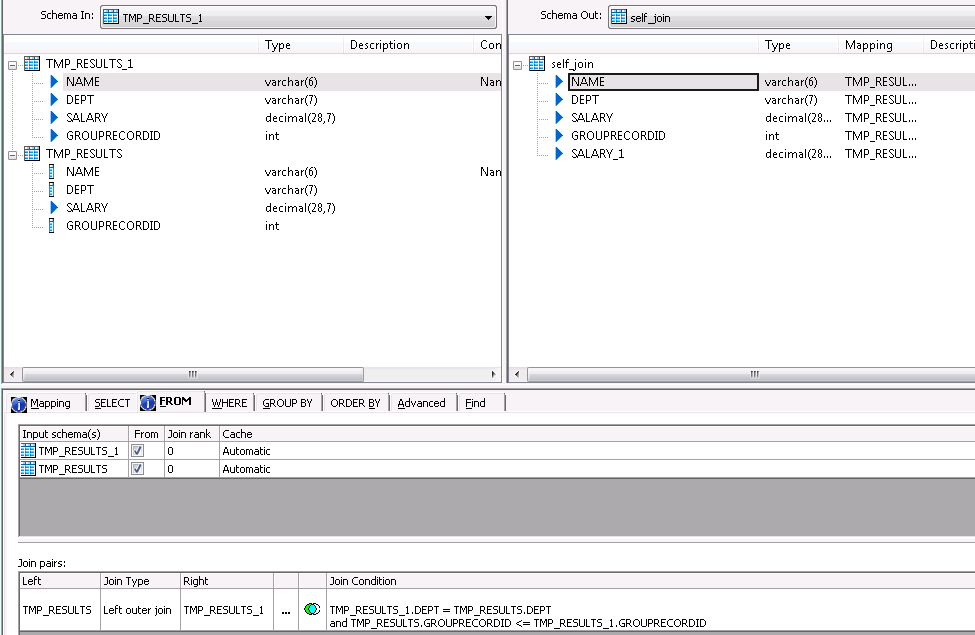 Schema In: TMP_RESULTS_1
Type Description Con
TMP_RESULTS_1
NAME varchar(6) Nan
DEPT varchar(7)
SALARY decimal(28,7)
GROUPRECORDID int
TMP_RESULTS
NAME varchar(6) Nan
DEPT varchar(7)
SALARY decimal(28,7)
GROUPRECORDID int
Schema Out: self_join
Type Mapping Descripti
self_join
NAME varchar(6) TMP_RESUL...
DEPT varchar(7) TMP_RESUL...
SALARY decimal(28... TMP_RESUL...
GROUPRECORDID int TMP_RESUL...
SALARY_1 decimal(28... TMP_RESUL...
Mapping SELECT FROM WHERE GROUP BY ORDER BY Advanced Find
Input schema(s) From Join rank Cache
TMP_RESULTS_1 0 Automatic
TMP_RESULTS 0 Automatic
Join pairs:
Left Join Type Right Join Condition
TMP_RESULTS Left outer join TMP_RESULTS_1 ... TMP_RESULTS_1.DEPT = TMP_RESULTS.DEPT
and TMP_RESULTS.GROUPRECORDID <= TMP_RESULTS_1.GROUPRECORDID